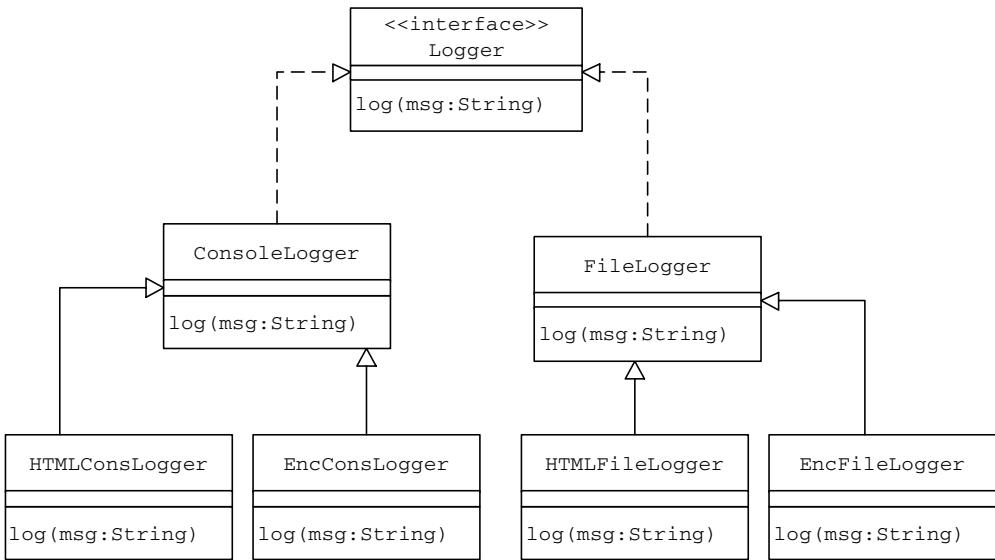 <<interface>>
Logger
log(msg:String)
ConsoleLogger
log(msg:String)
FileLogger
log(msg:String)
HTMLConsLogger
log(msg:String)
EncConsLogger
log(msg:String)
HTMLFileLogger
log(msg:String)
EncFileLogger
log(msg:String)